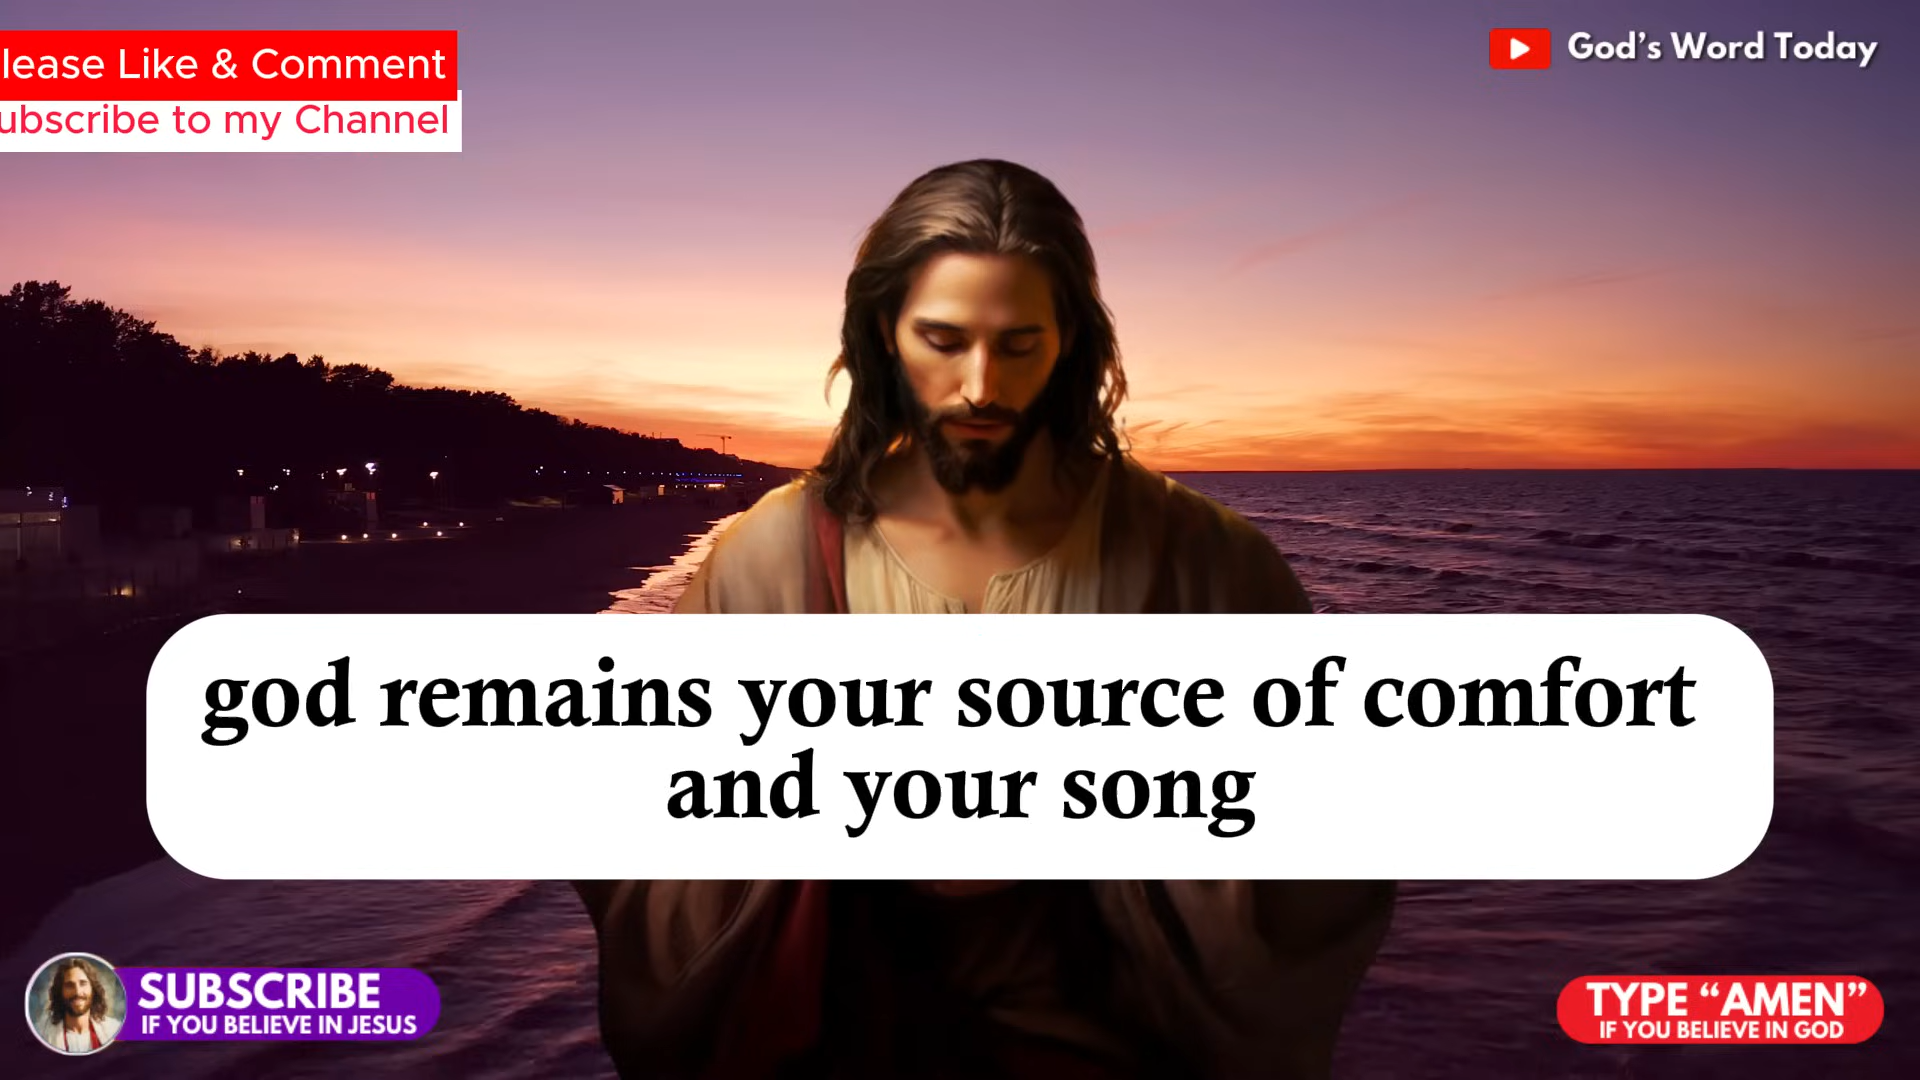 lease Like & Comment
ubscribe to my Channel
God's Word Today
god remains your source of comfort
and your song
SUBSCRIBE
IF YOU BELIEVE IN JESUS
TYPE “AMEN”
IF YOU BELIEVE IN GOD